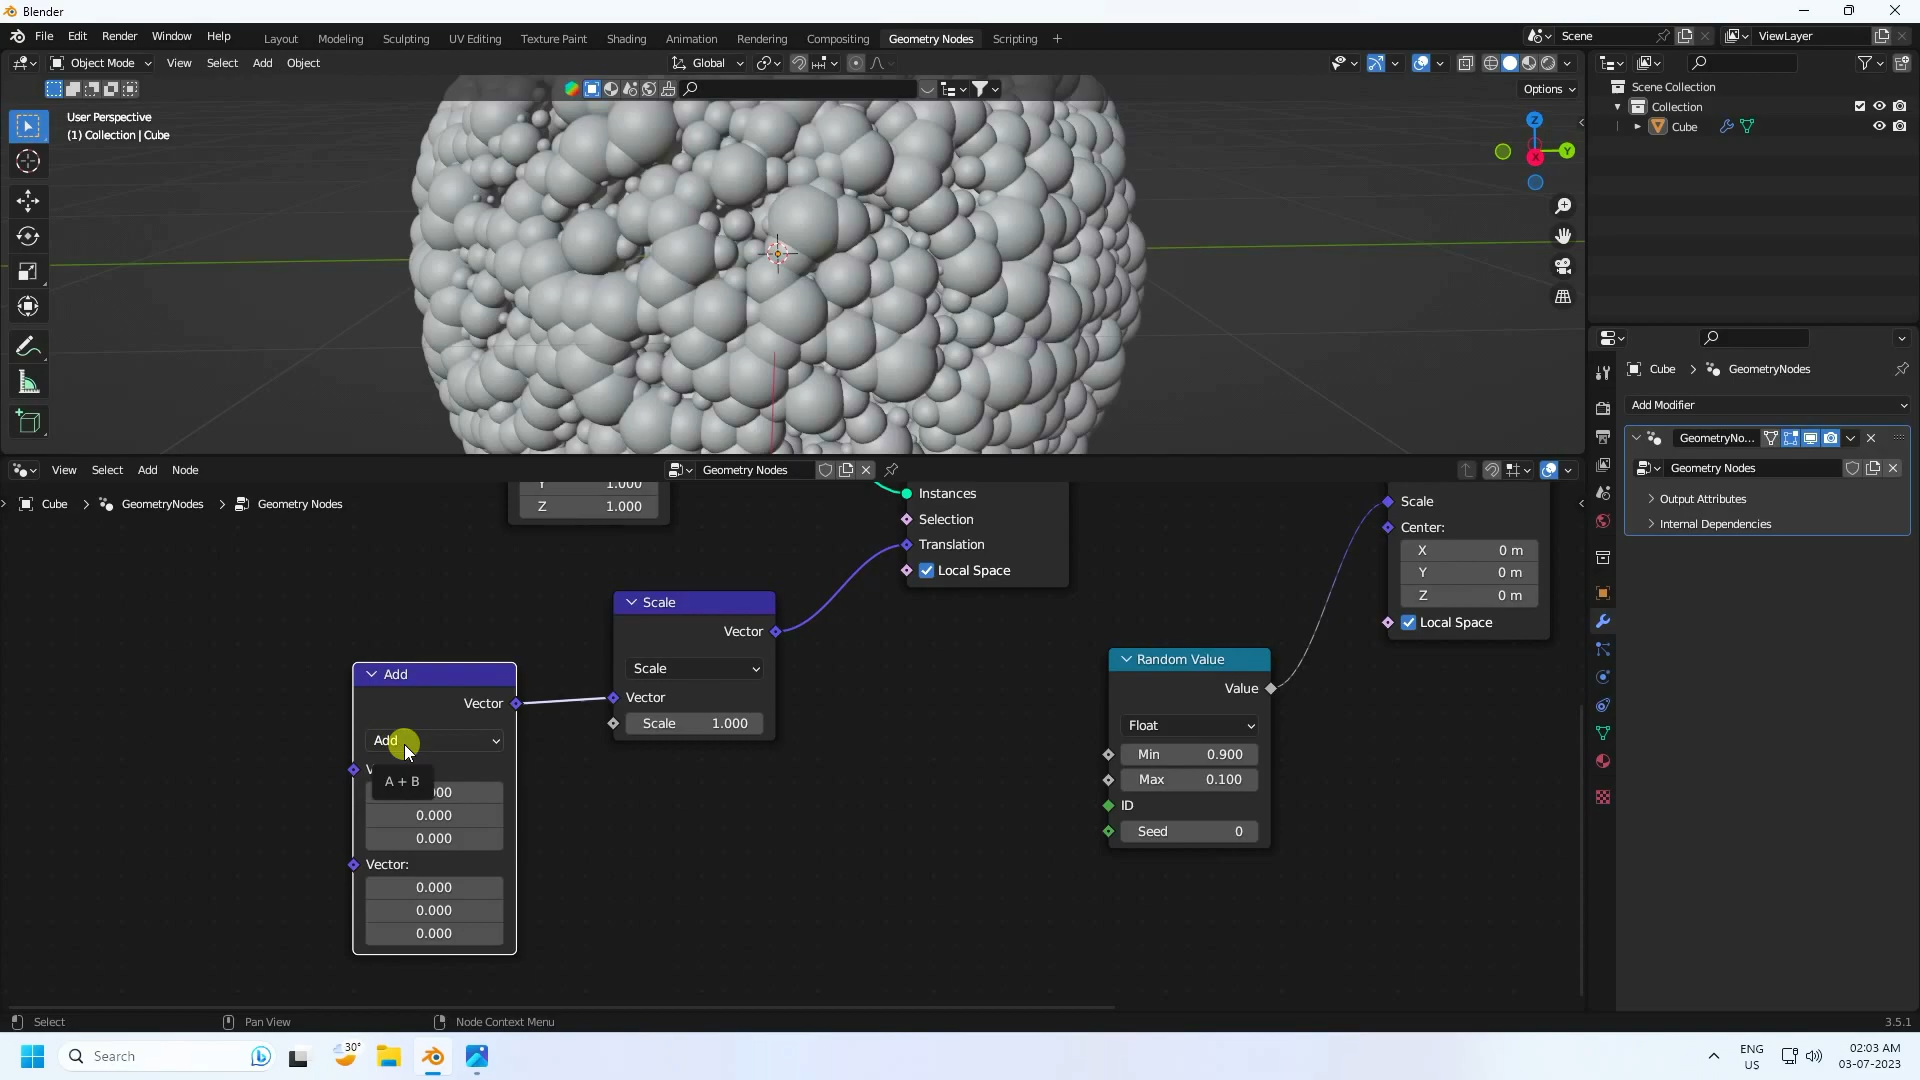 Blender
File Edit Render Window Help
Layout Modeling Sculpting UV Editing Texture Paint Shading Animation Rendering Compositing Geometry Nodes Scripting +
Scene
ViewLayer
Object Mode View Select Add Object
Global
Options
User Perspective
(1) Collection | Cube
Z
Y
X
Scene Collection
Collection
Cube
Cube > GeometryNodes
Add Modifier
GeometryNo...
Geometry Nodes
Output Attributes
Internal Dependencies
View Select Add Node
Geometry Nodes
Cube > GeometryNodes > Geometry Nodes
Y 1.000
Z 1.000
Instances
Selection
Translation
Local Space
Scale
Center:
X 0 m
Y 0 m
Z 0 m
Local Space
Scale
Vector
Scale
Vector
Scale 1.000
Add
Vector
Add
A + B
0.000
0.000
Vector:
0.000
0.000
0.000
Random Value
Value
Float
Min 0.900
Max 0.100
ID
Seed 0
Select
Pan View
Node Context Menu
3.5.1
Search
30°
ENG
US
02:03 AM
03-07-2023